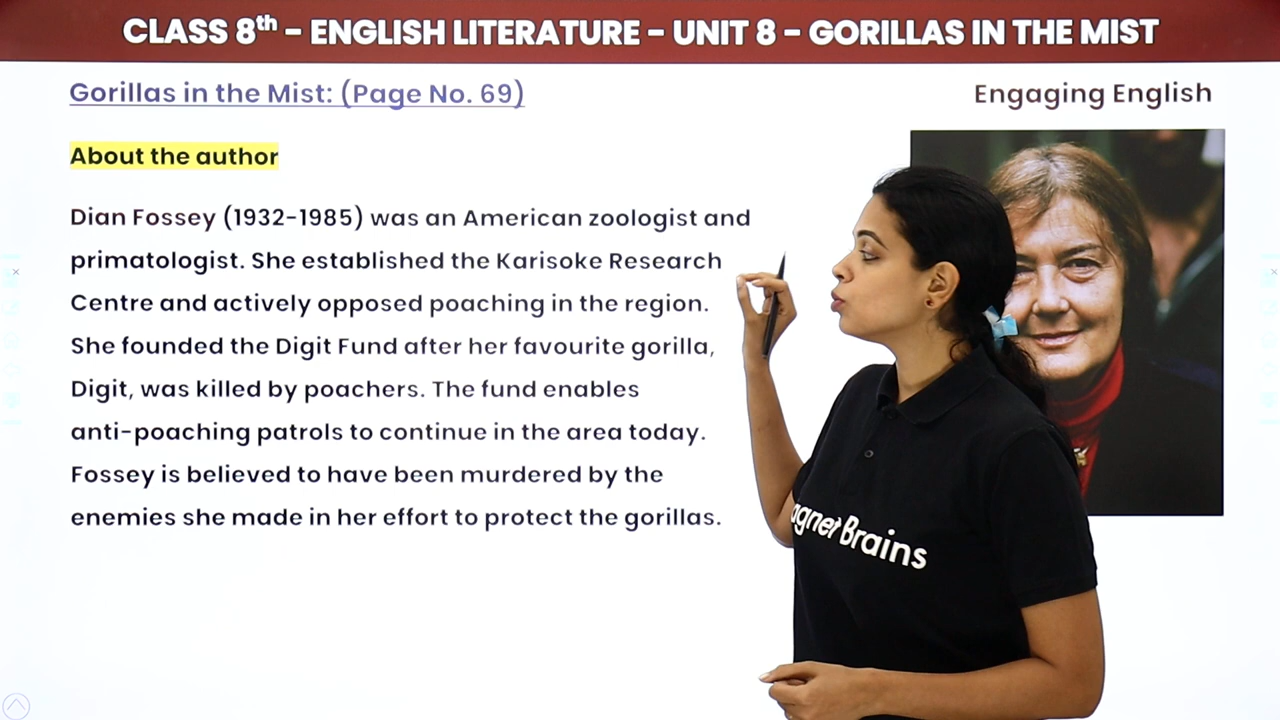 CLASS 8th – ENGLISH LITERATURE – UNIT 8 – GORILLAS IN THE MIST
Gorillas in the Mist: (Page No. 69)
Engaging English
About the author
Dian Fossey (1932-1985) was an American zoologist and
primatologist. She established the Karisoke Research
Centre and actively opposed poaching in the region.
She founded the Digit Fund after her favourite gorilla,
Digit, was killed by poachers. The fund enables
anti-poaching patrols to continue in the area today.
Fossey is believed to have been murdered by the
enemies she made in her effort to protect the gorillas.
agnet Brains